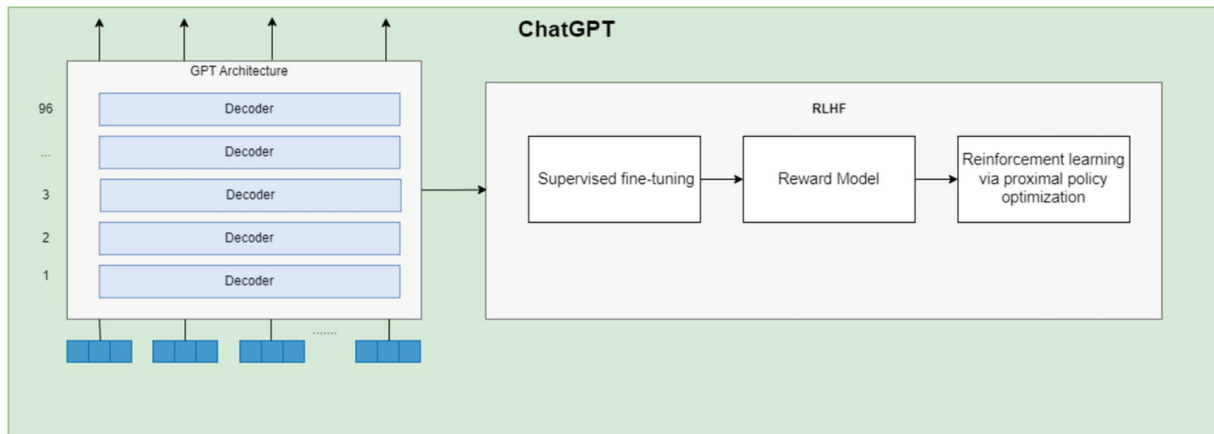 ChatGPT
GPT Architecture
96
Decoder
...
Decoder
3
Decoder
2
Decoder
1
Decoder
.......
RLHF
Supervised fine-tuning
Reward Model
Reinforcement learning
via proximal policy
optimization